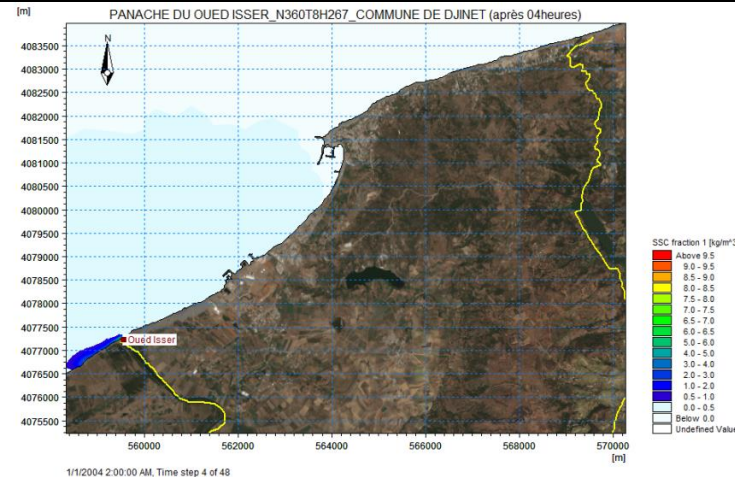 PANACHE DU OUED ISSER_N360T8H267_COMMUNE DE DJINET (après 04heures)
[m]
N
4083500
4083000
4082500
4082000
4081500
4081000
4080500
4080000
4079500
4079000
4078500
4078000
4077500
4077000
4076500
4076000
4075500
Oued Isser
560000 562000 564000 566000 568000 570000
[m]
1/1/2004 2:00:00 AM, Time step 4 of 48
SSC fraction 1 [kg/m^3
Above 9.5
9.0 - 9.5
8.5 - 9.0
8.0 - 8.5
7.5 - 8.0
7.0 - 7.5
6.5 - 7.0
6.0 - 6.5
5.0 - 6.0
4.0 - 5.0
3.0 - 4.0
2.0 - 3.0
1.0 - 2.0
0.5 - 1.0
0.0 - 0.5
Below 0.0
Undefined Value